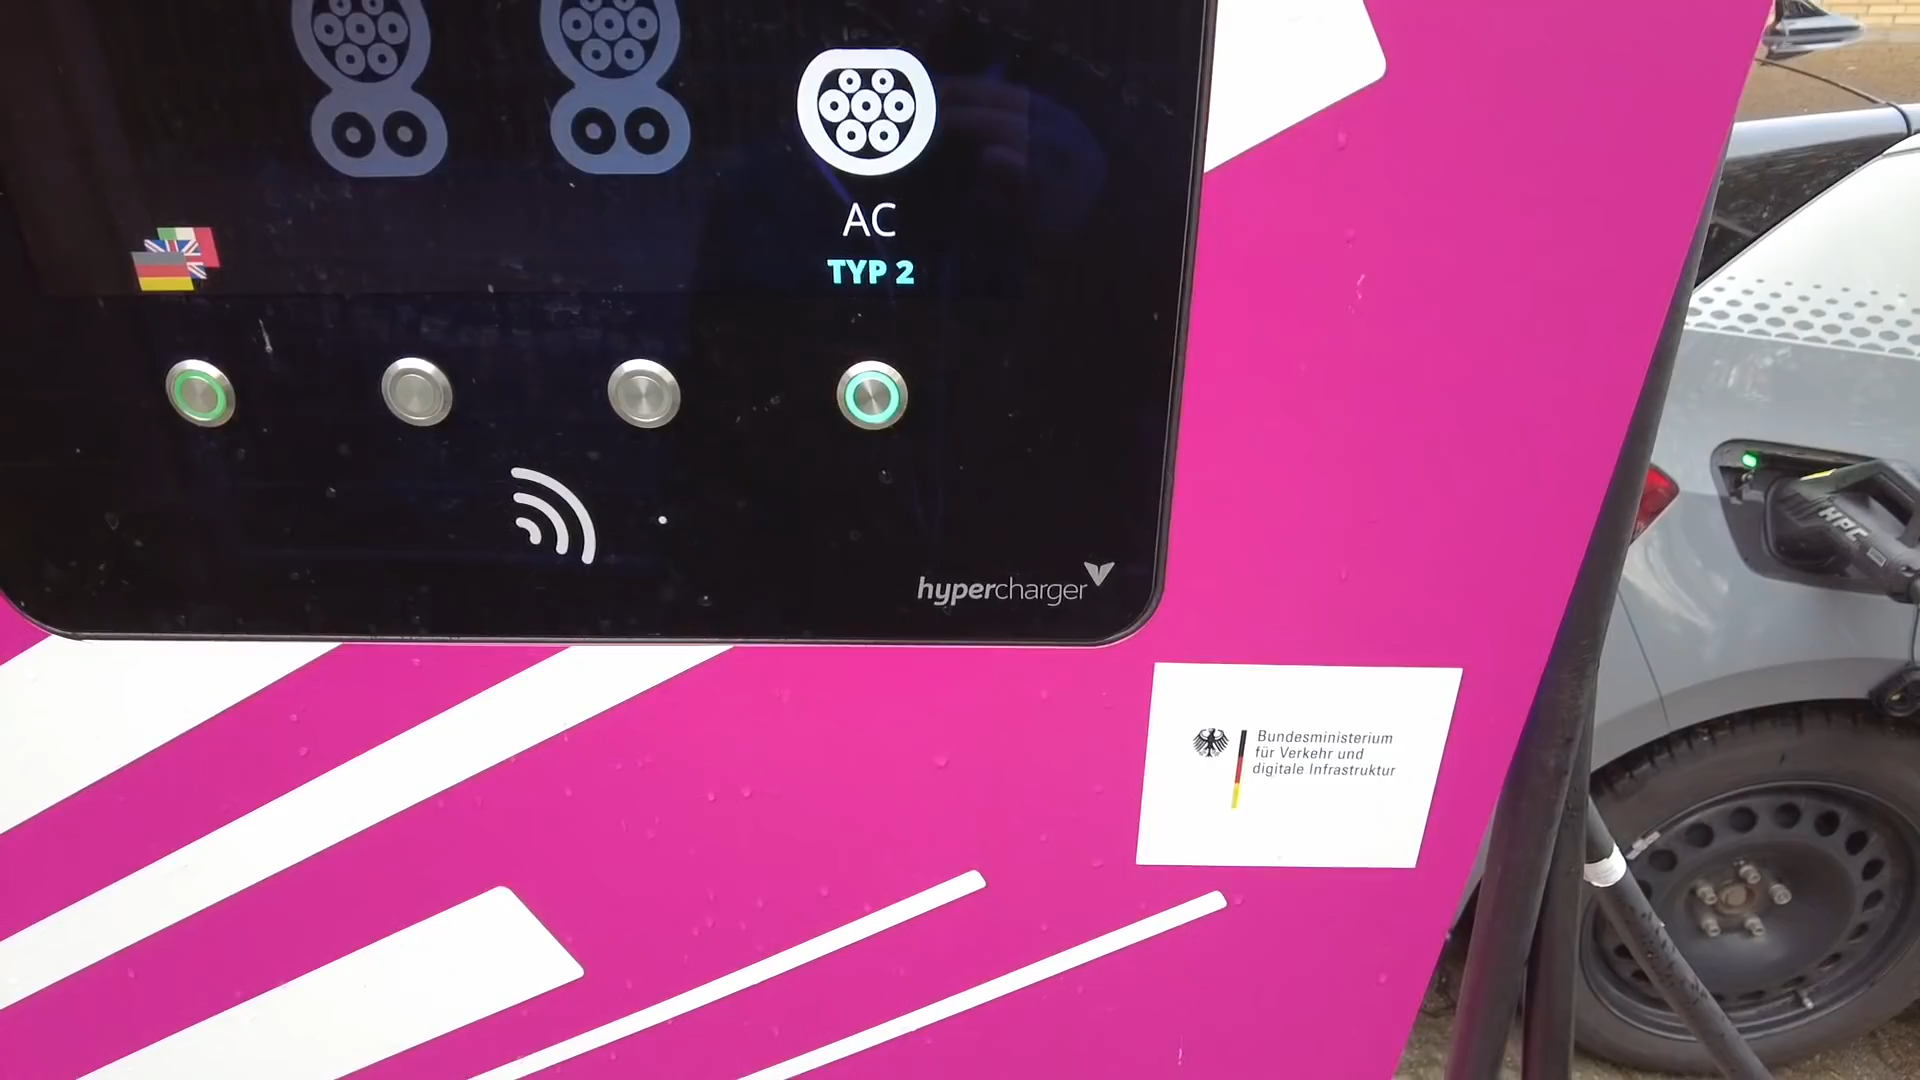 AC
TYP 2
hypercharger
Bundesministerium
für Verkehr und
digitale Infrastruktur
HPC